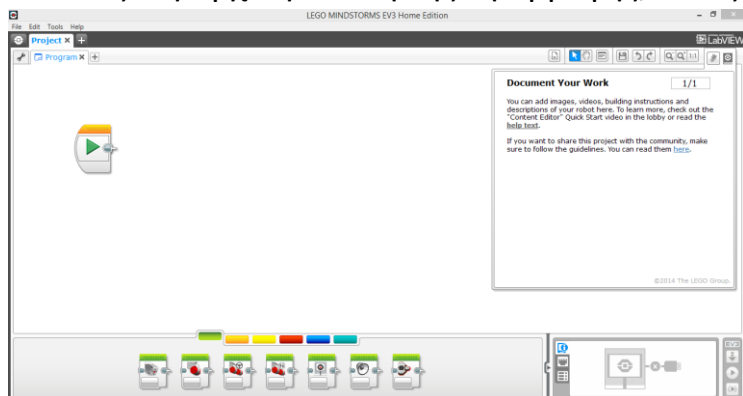 LEGO MINDSTORMS EV3 Home Edition
File Edit Tools Help
Project × +
LabVIEW
Program × +
1:1
Document Your Work 1/1
You can add images, videos, building instructions and
descriptions of your robot here. To learn more, check out the
"Content Editor" Quick Start video in the lobby or read the
help text.
If you want to share this project with the community, make
sure to follow the guidelines. You can read them here.
©2014 The LEGO Group.